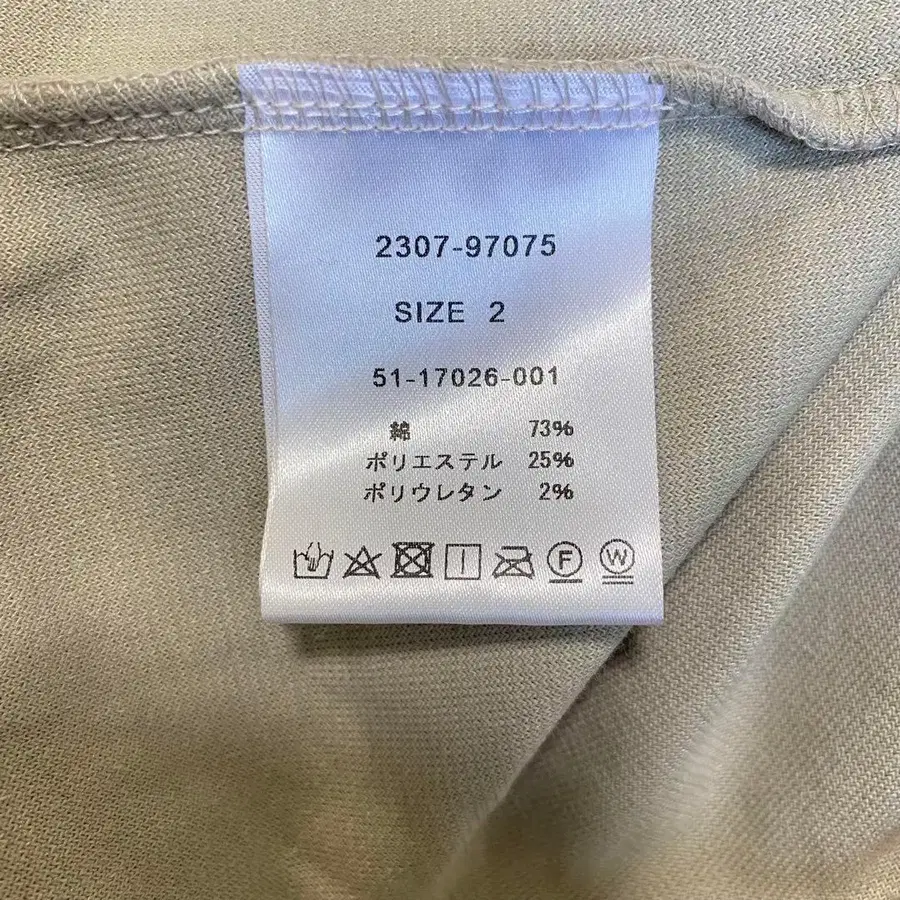 2307-97075
SIZE 2
51-17026-001
綿 73%
ポリエステル 25%
ポリウレタン 2%
F W